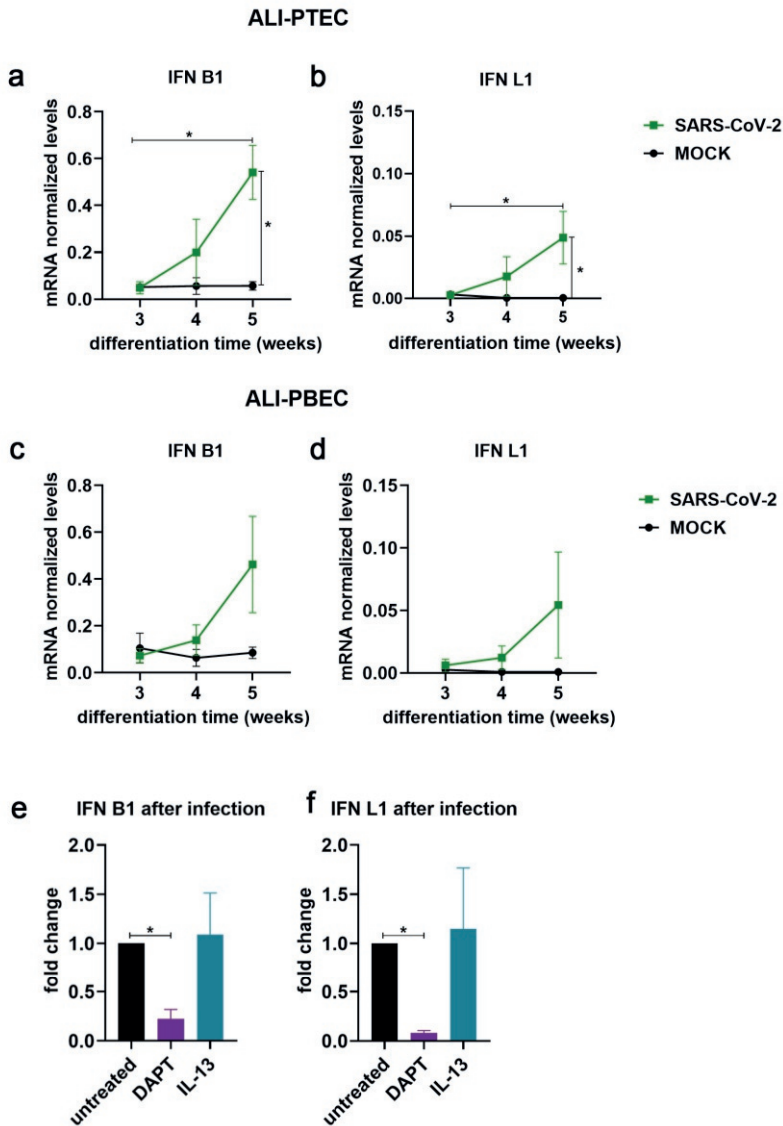 ALI-PTEC
a
IFN B1
mRNA normalized levels
0.8
0.6
0.4
0.2
0.0
*
*
3 4 5
differentiation time (weeks)
b
IFN L1
mRNA normalized levels
0.15
0.10
0.05
0.00
*
*
3 4 5
differentiation time (weeks)
SARS-CoV-2
MOCK
ALI-PBEC
c
IFN B1
mRNA normalized levels
0.8
0.6
0.4
0.2
0.0
3 4 5
differentiation time (weeks)
d
IFN L1
mRNA normalized levels
0.15
0.10
0.05
0.00
3 4 5
differentiation time (weeks)
SARS-CoV-2
MOCK
e
IFN B1 after infection
fold change
2.0
1.5
1.0
0.5
0.0
*
untreated
DAPT
IL-13
f
IFN L1 after infection
fold change
2.0
1.5
1.0
0.5
0.0
*
untreated
DAPT
IL-13